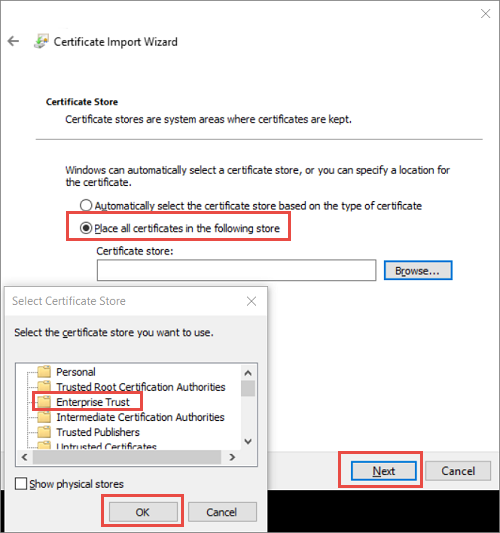 Certificate Import Wizard
Certificate Store
Certificate stores are system areas where certificates are kept.
Windows can automatically select a certificate store, or you can specify a location for
the certificate.
Automatically select the certificate store based on the type of certificate
Place all certificates in the following store
Certificate store:
Browse...
Select Certificate Store
Select the certificate store you want to use.
Personal
Trusted Root Certification Authorities
Enterprise Trust
Intermediate Certification Authorities
Trusted Publishers
Untrusted Certificates
Show physical stores
OK
Cancel
Next
Cancel